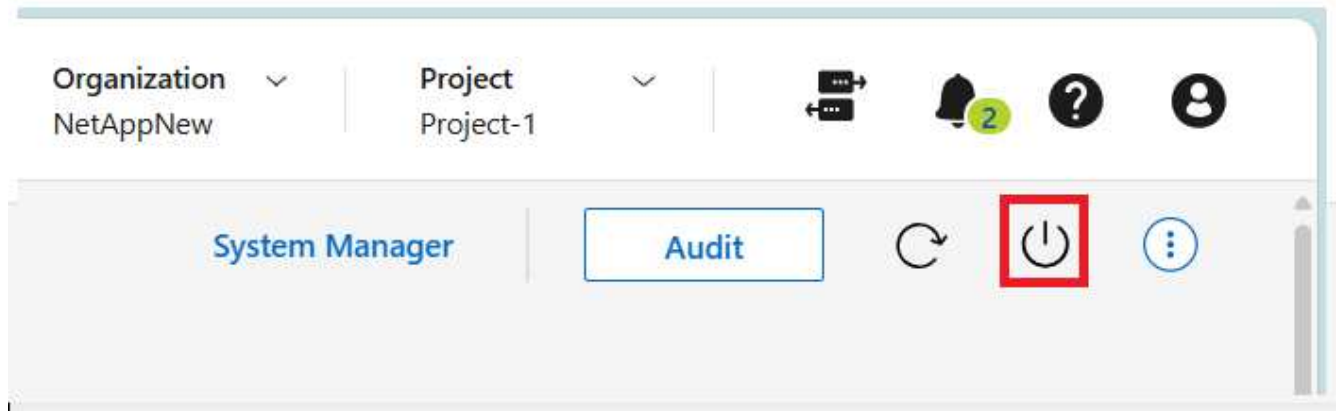 Organization
NetAppNew
Project
Project-1
2
System Manager
Audit